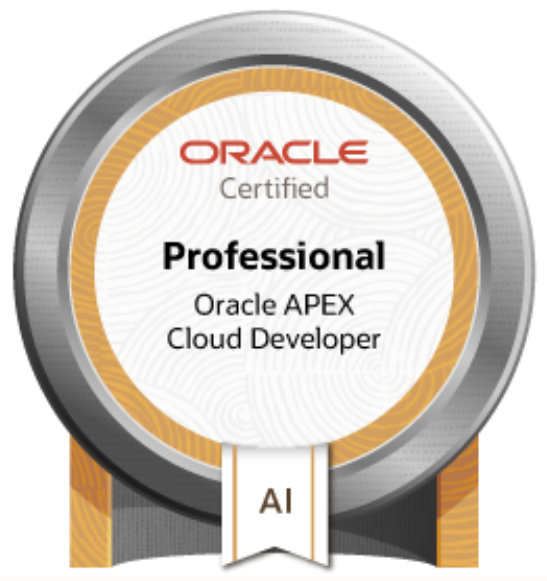 ORACLE
Certified
Professional
Oracle APEX
Cloud Developer
AI